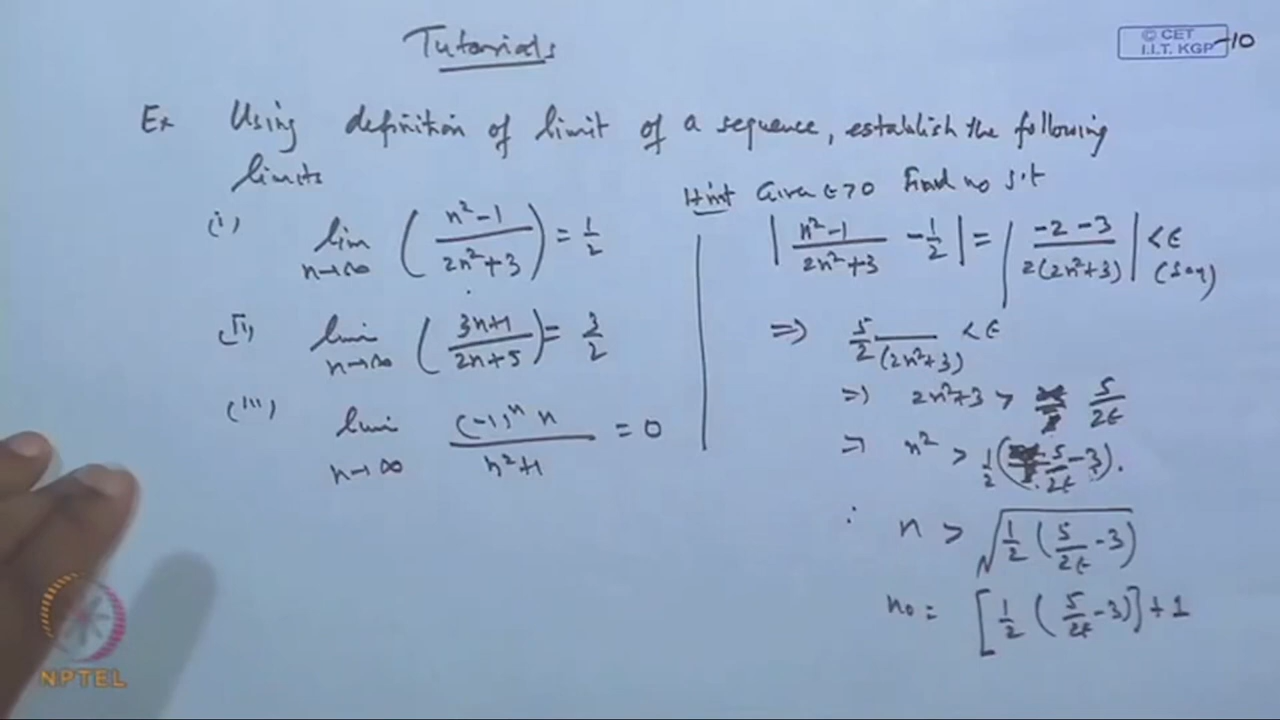 Tutorials
© CET
I.I.T. KGP
-10
Ex Using definition of limit of a sequence, establish the following
limits
(i) lim n→∞ ( (n²-1)/(2n²+3) ) = 1/2
(ii) lim n→∞ ( (3n+1)/(2n+5) ) = 3/2
(iii) lim n→∞ (-1)ⁿ n / (n²+1) = 0
Hint Given ε>0 Find n₀ s.t
| (n²-1)/(2n²+3) - 1/2 | = | (-2-3)/(2(2n²+3)) | < ε (say)
=> 5/2 1/(2n²+3) < ε
=> 2n²+3 > 5/2ε
=> n² > 1/2 ( 5/2ε - 3 ).
∴ n > √( 1/2 ( 5/2ε - 3 ) )
n₀ = [ 1/2 ( 5/2ε - 3 ) ] + 1
NPTEL